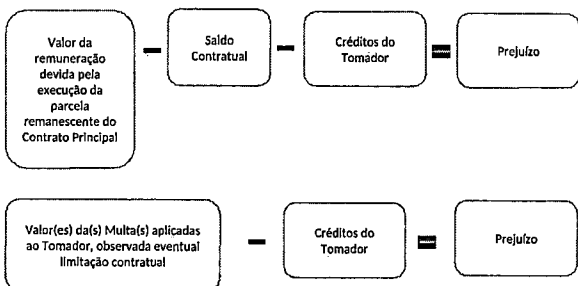 Valor da
remuneração
devida pela
execução da
parcela
remanescente do
Contrato Principal
Saldo
Contratual
Créditos do
Tomador
Prejuízo
Valor(es) da(s) Multa(s) aplicadas
ao Tomador, observada eventual
limitação contratual
Créditos do
Tomador
Prejuízo